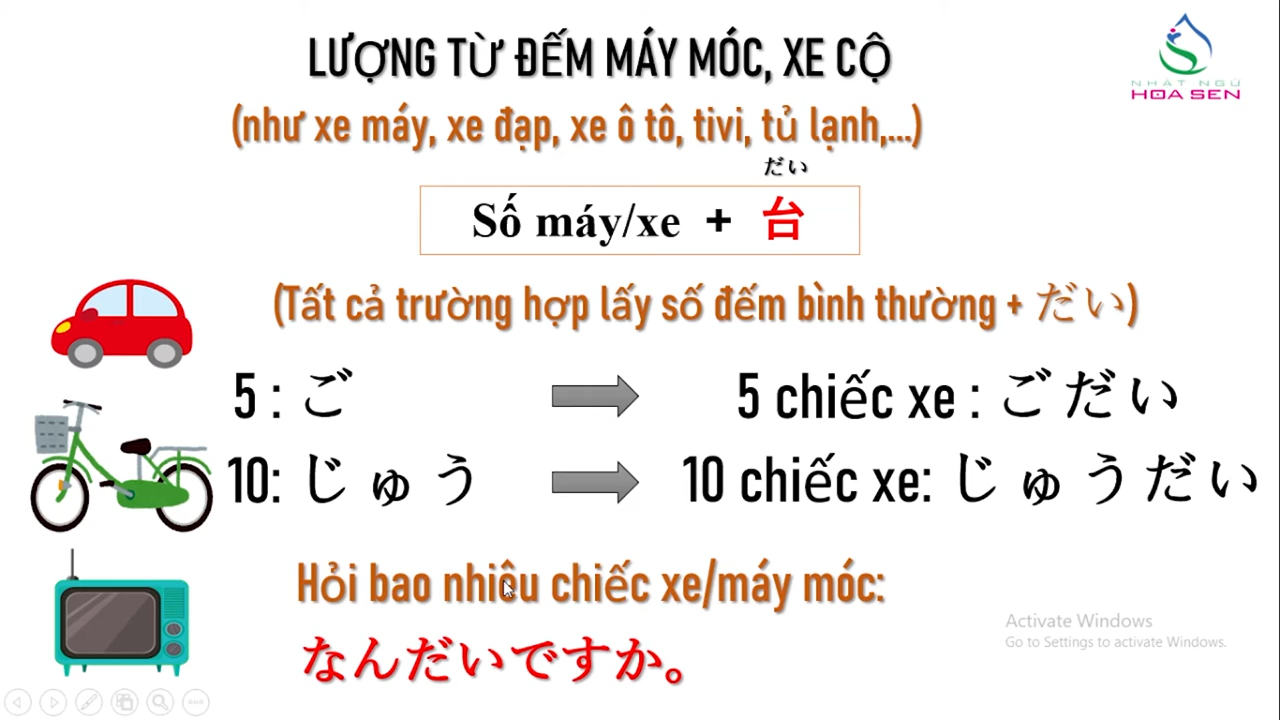 LƯỢNG TỪ ĐẾM MÁY MÓC, XE CỘ
NHẬT NGỮ
HOA SEN
(như xe máy, xe đạp, xe ô tô, tivi, tủ lạnh,...)
だい
Số máy/xe + 台
(Tất cả trường hợp lấy số đếm bình thường + だい)
5 : ご 5 chiếc xe : ごだい
10: じゅう 10 chiếc xe: じゅうだい
Hỏi bao nhiêu chiếc xe/máy móc:
なんだいですか。
Activate Windows
Go to Settings to activate Windows.